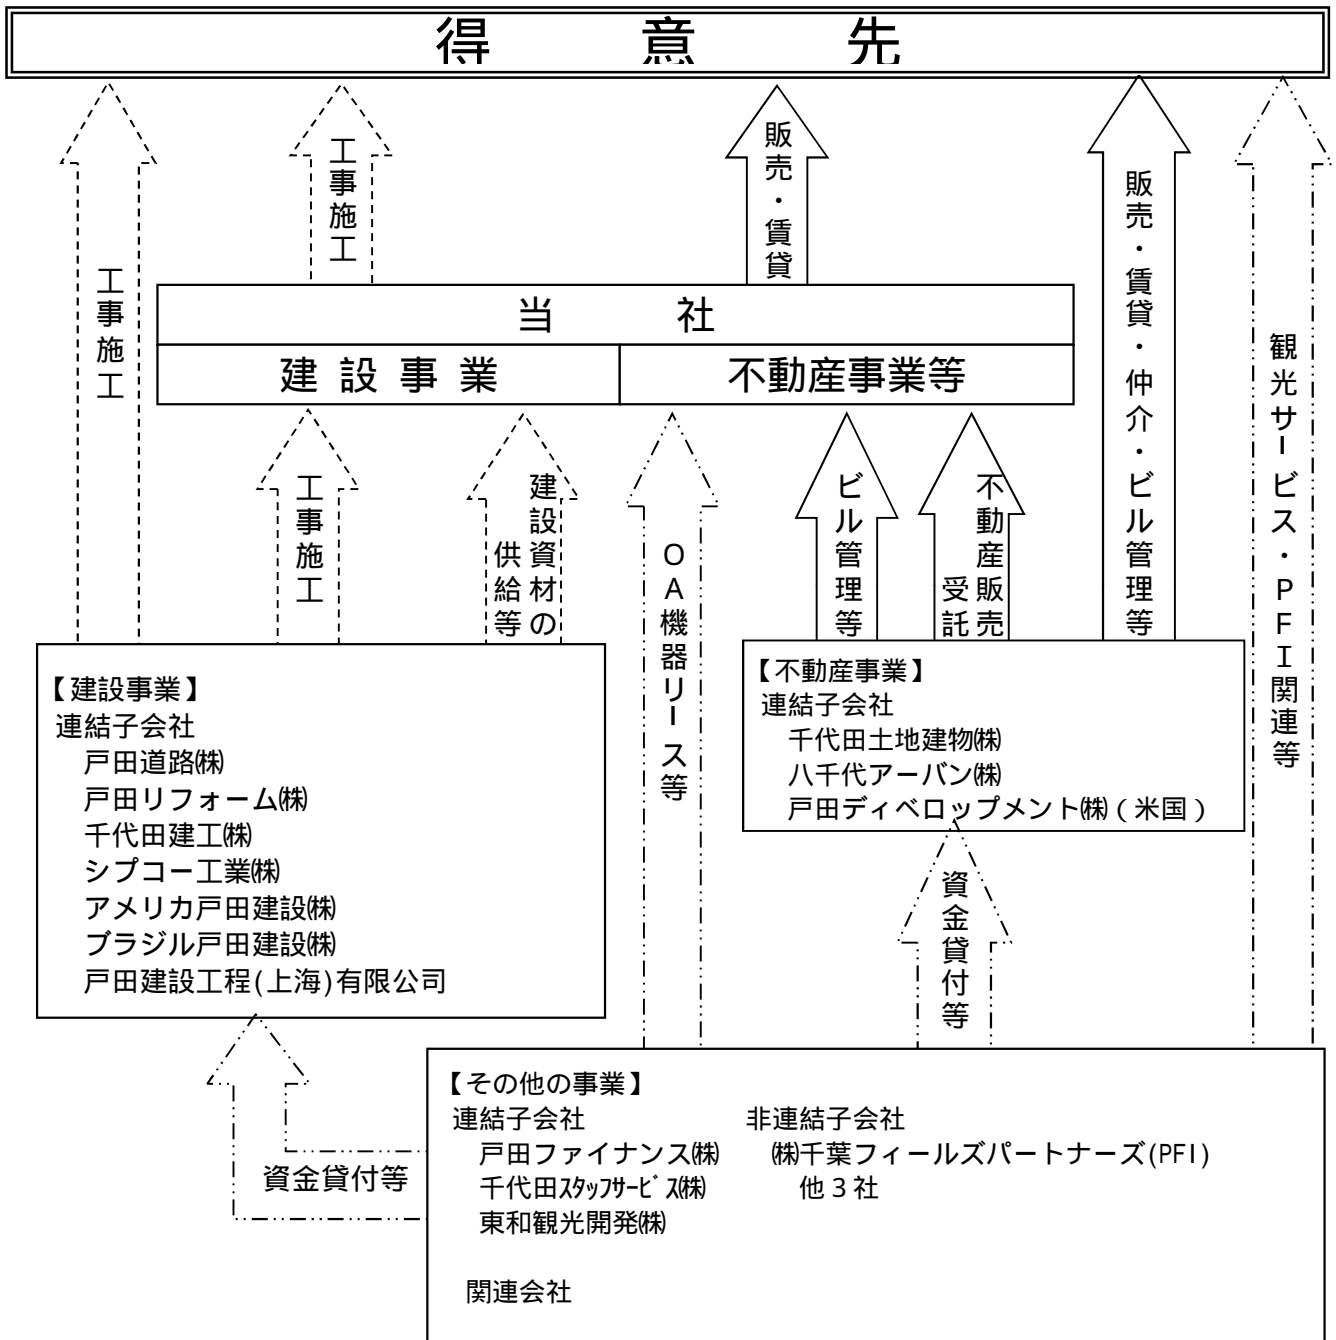 得意先
工事施工
工事施工
販売・賃貸
販売・賃貸・仲介・ビル管理等
観光サービス・PFI関連等
当社
建設事業
不動産事業等
工事施工
建設資材の
供給等
OA機器リース等
ビル管理等
不動産販売
受託
【建設事業】
連結子会社
戸田道路㈱
戸田リフォーム㈱
千代田建工㈱
シプコー工業㈱
アメリカ戸田建設㈱
ブラジル戸田建設㈱
戸田建設工程(上海)有限公司
【不動産事業】
連結子会社
千代田土地建物㈱
八千代アーバン㈱
戸田ディベロップメント㈱(米国)
資金貸付等
資金貸付等
【その他の事業】
連結子会社
戸田ファイナンス㈱
千代田ｽﾀｯﾌｻｰﾋﾞｽ㈱
東和観光開発㈱
非連結子会社
㈱千葉フィールズパートナーズ(PFI)
他３社
関連会社